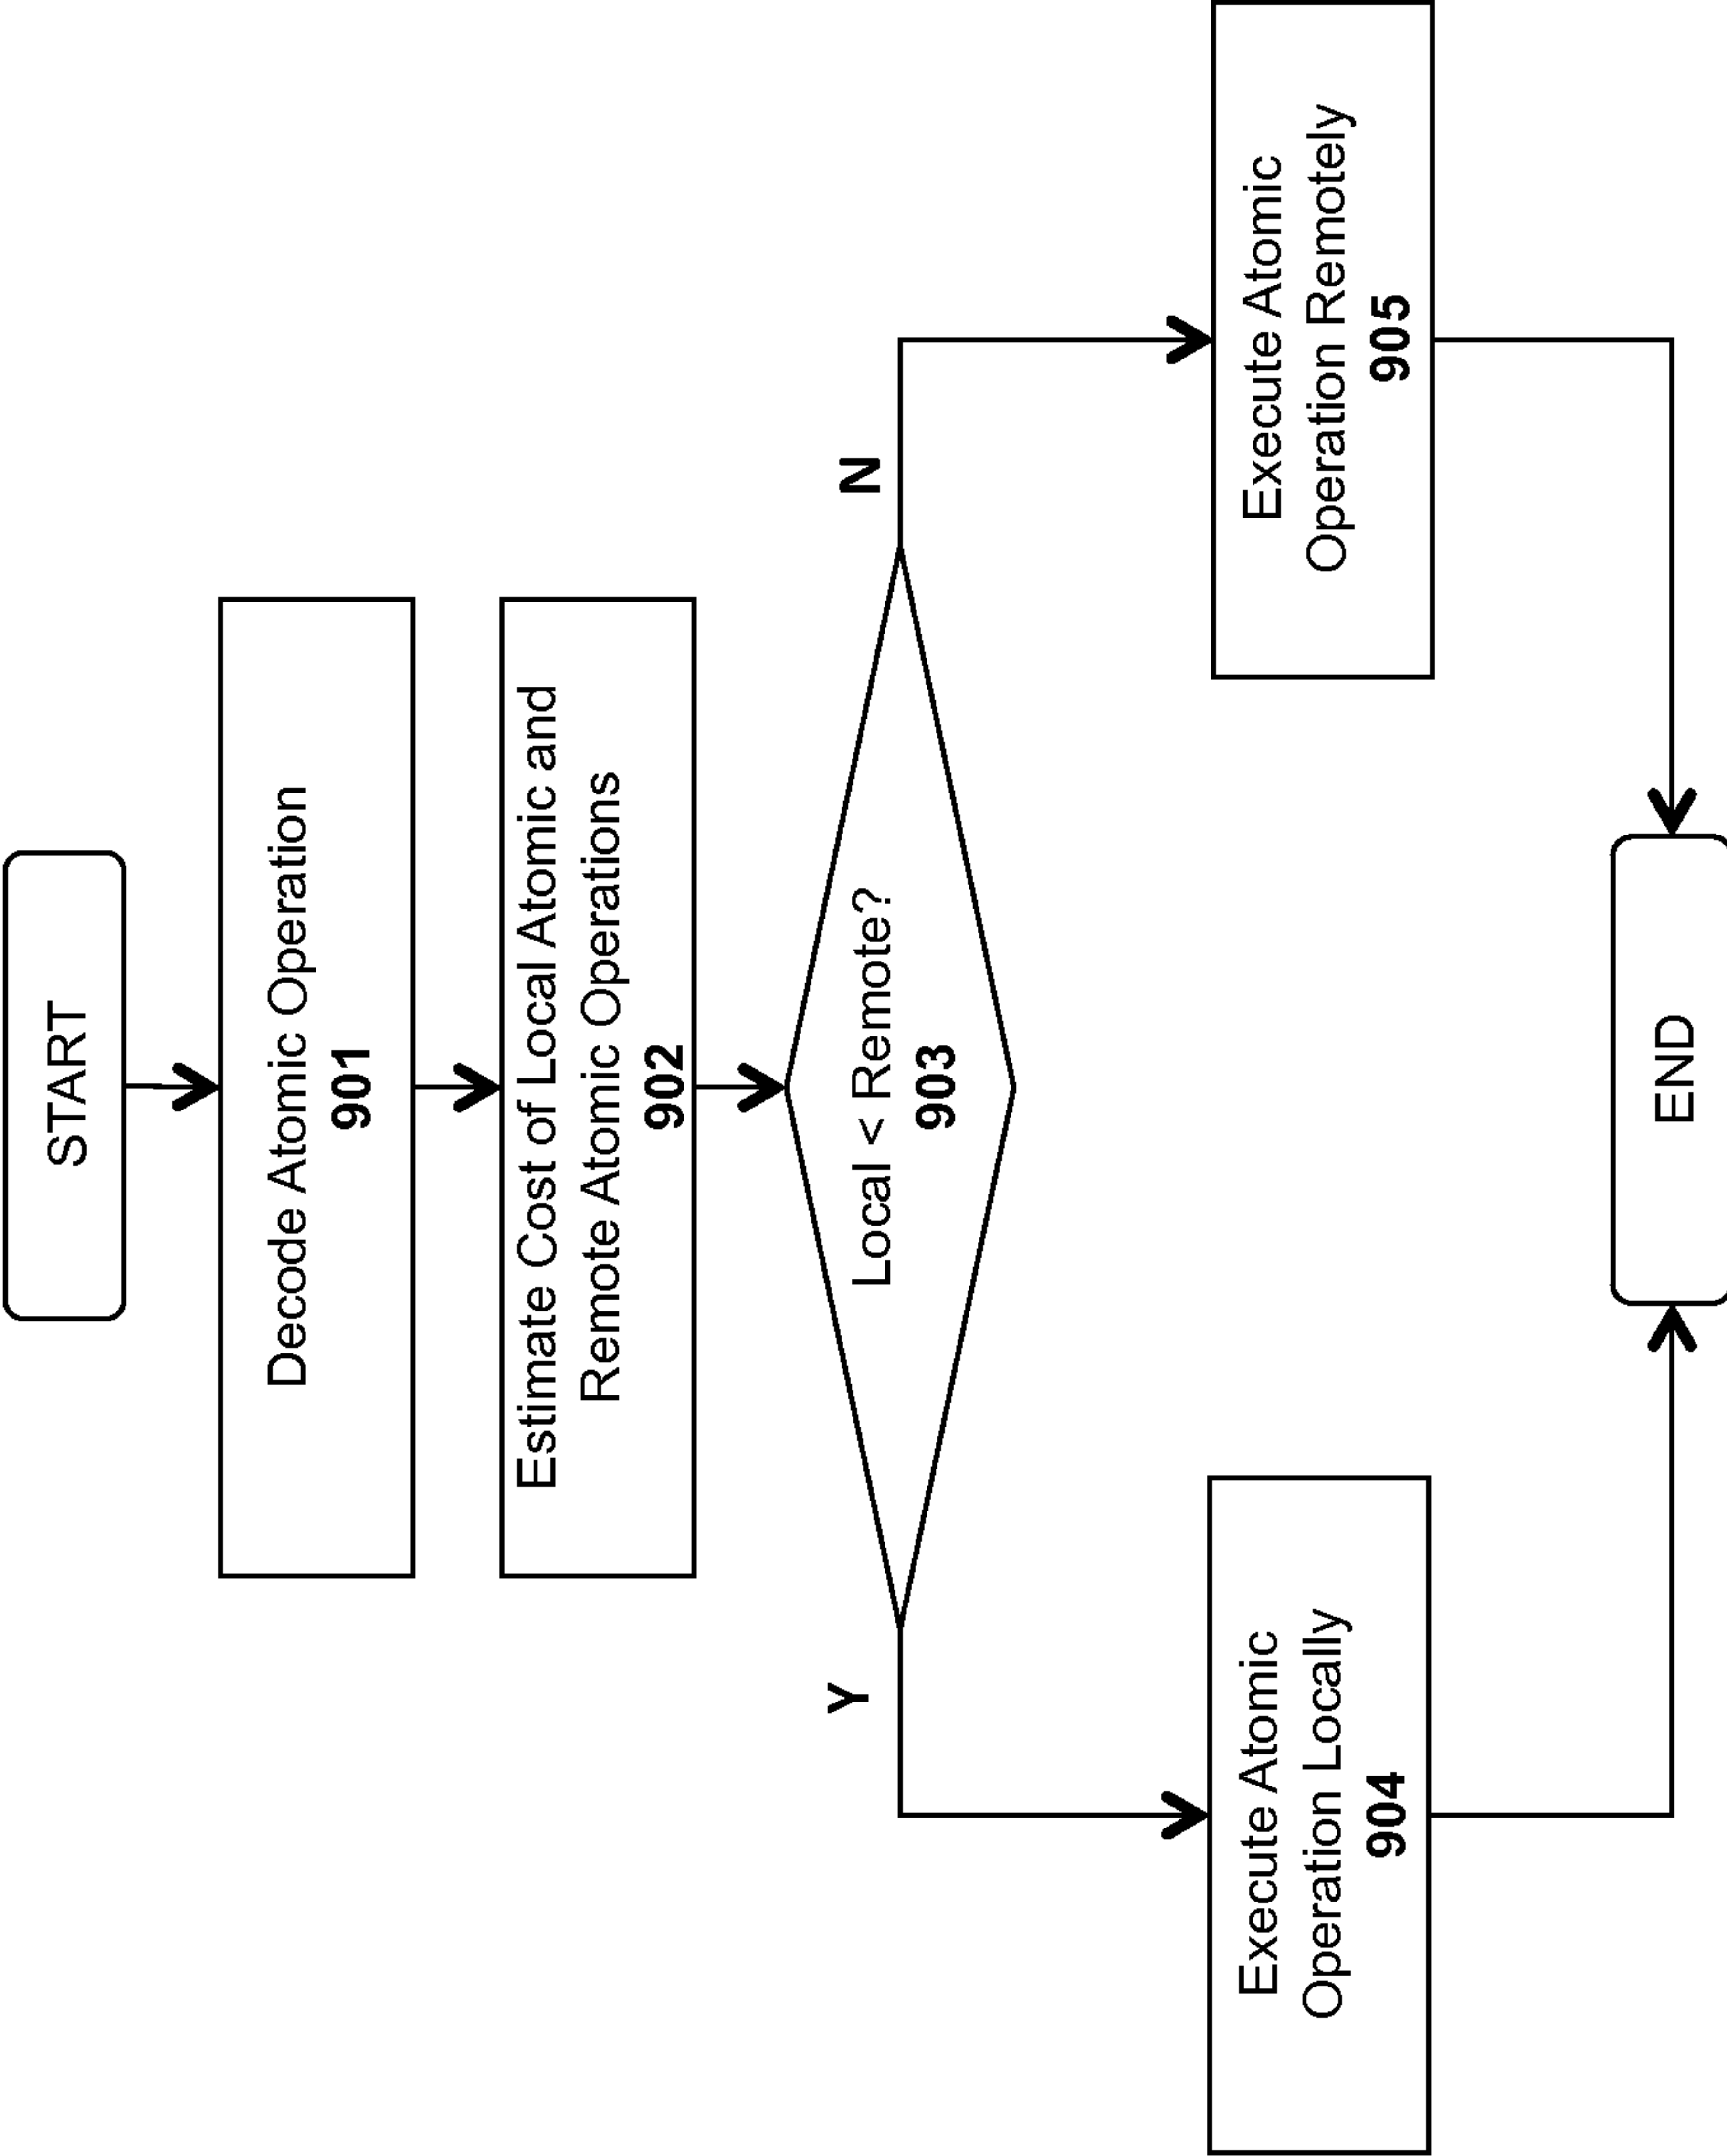 START
Decode Atomic Operation
901
Estimate Cost of Local Atomic and
Remote Atomic Operations
902
Local < Remote?
903
Y
N
Execute Atomic
Operation Locally
904
Execute Atomic
Operation Remotely
905
END